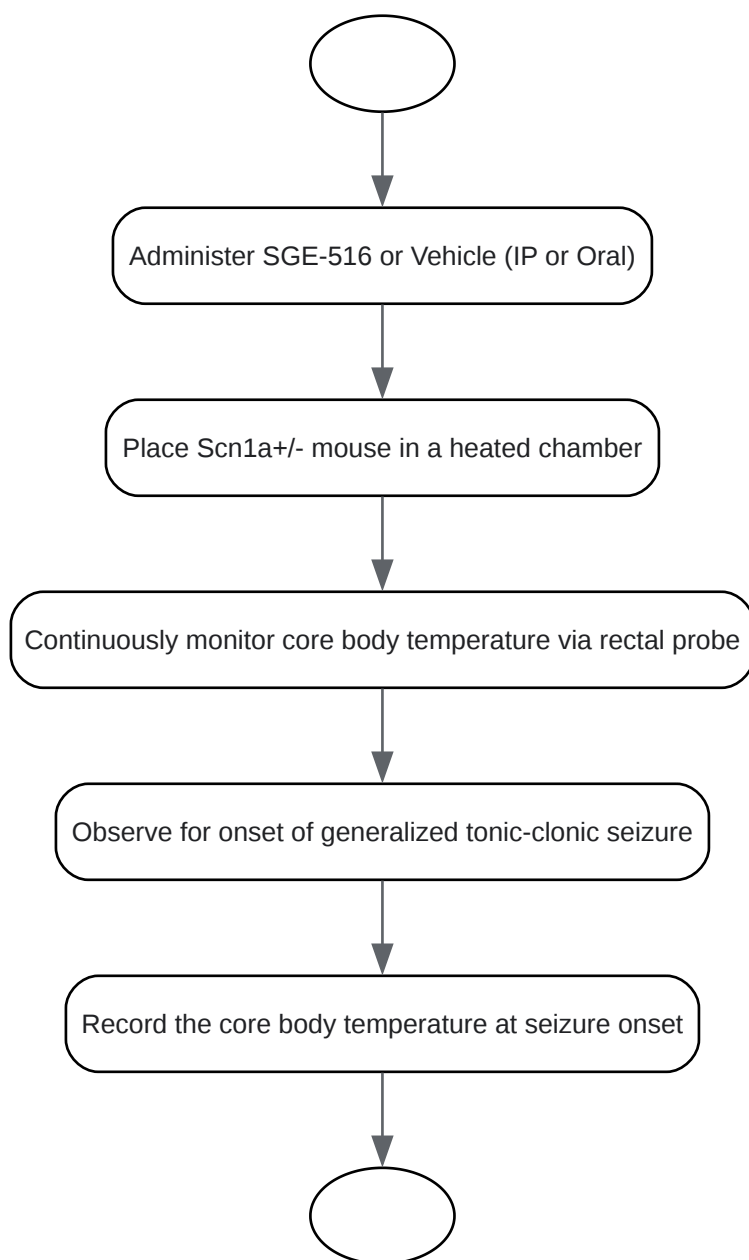 Administer SGE-516 or Vehicle (IP or Oral)
Place Scn1a+/- mouse in a heated chamber
Continuously monitor core body temperature via rectal probe
Observe for onset of generalized tonic-clonic seizure
Record the core body temperature at seizure onset